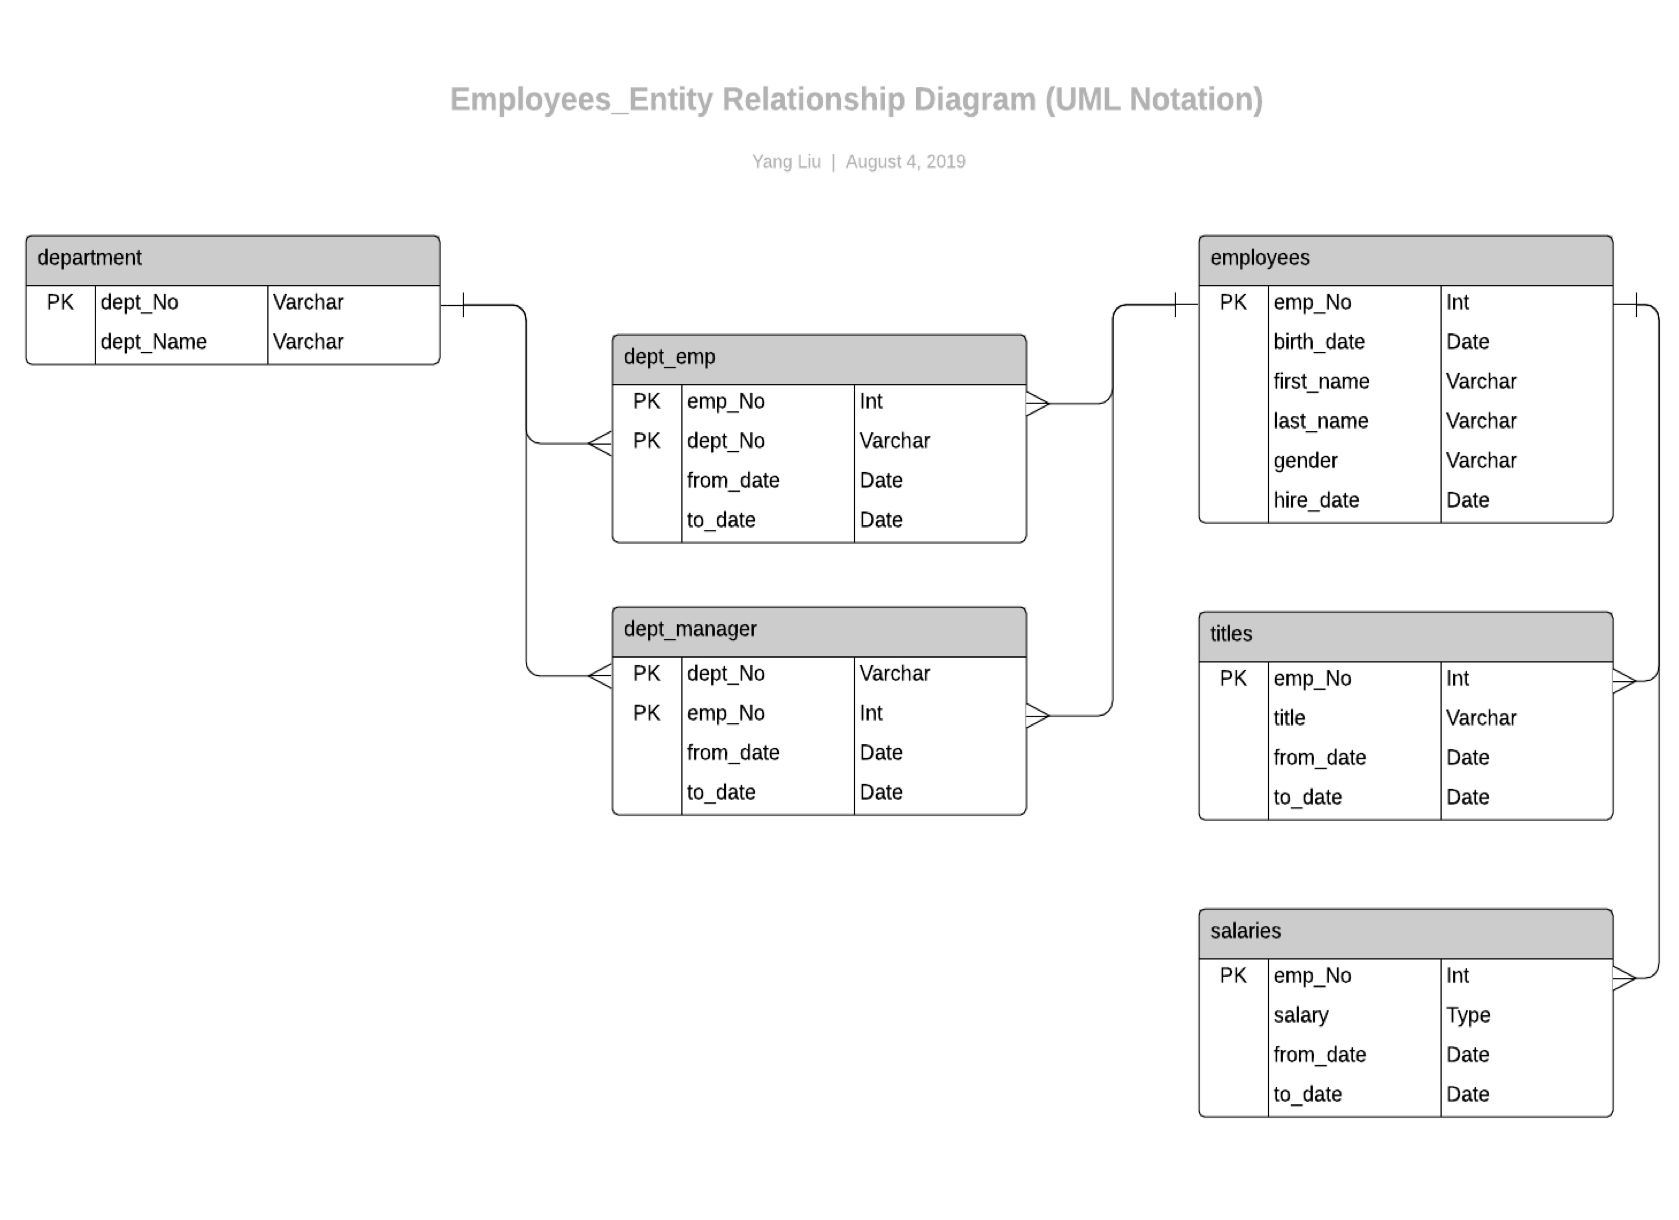 Employees_Entity Relationship Diagram (UML Notation)
Yang Liu | August 4, 2019
department
PK dept_No Varchar
dept_Name Varchar
dept_emp
PK emp_No Int
PK dept_No Varchar
from_date Date
to_date Date
dept_manager
PK dept_No Varchar
PK emp_No Int
from_date Date
to_date Date
employees
PK emp_No Int
birth_date Date
first_name Varchar
last_name Varchar
gender Varchar
hire_date Date
titles
PK emp_No Int
title Varchar
from_date Date
to_date Date
salaries
PK emp_No Int
salary Type
from_date Date
to_date Date